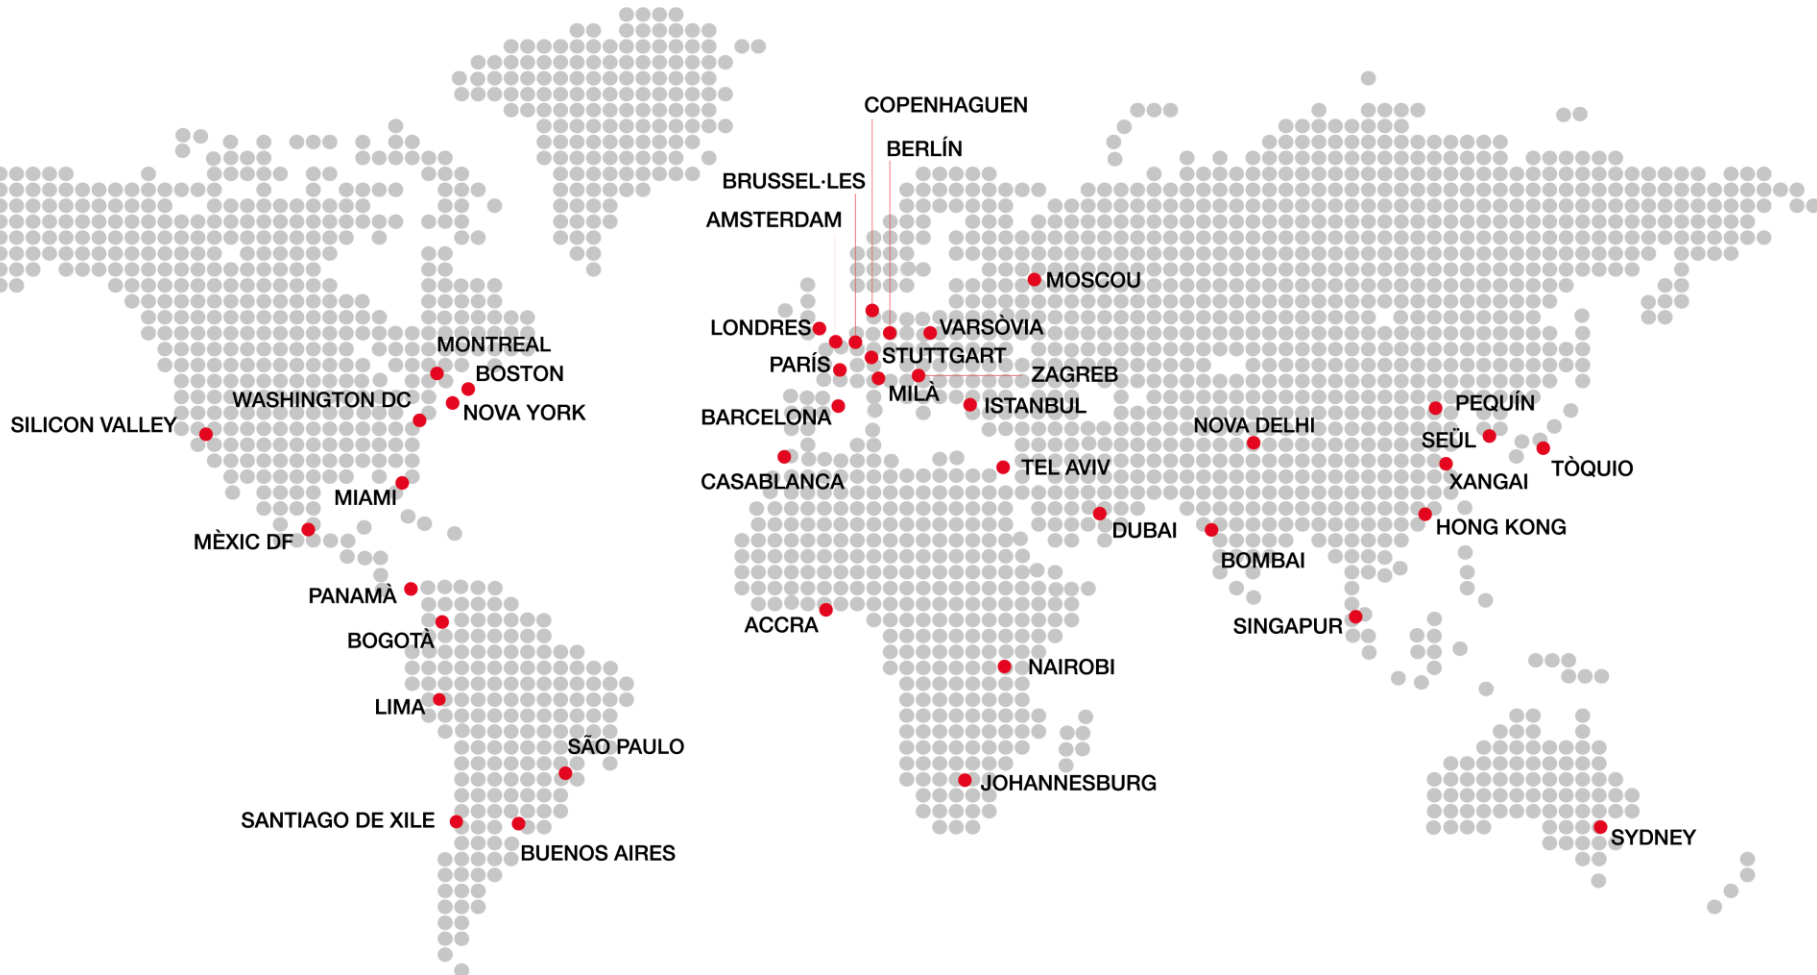 COPENHAGUEN
BERLÍN
BRUSSEL·LES
AMSTERDAM
MOSCOU
LONDRES
VARSÒVIA
MONTREAL
STUTTGART
PARÍS
BOSTON
ZAGREB
MILÀ
WASHINGTON DC
NOVA YORK
ISTANBUL
PEQUÍN
BARCELONA
SILICON VALLEY
NOVA DELHI
SEÜL
TEL AVIV
TÒQUIO
CASABLANCA
XANGAI
MIAMI
HONG KONG
DUBAI
MÈXIC DF
BOMBAI
PANAMÀ
ACCRA
SINGAPUR
BOGOTÀ
NAIROBI
LIMA
SÃO PAULO
JOHANNESBURG
SANTIAGO DE XILE
SYDNEY
BUENOS AIRES